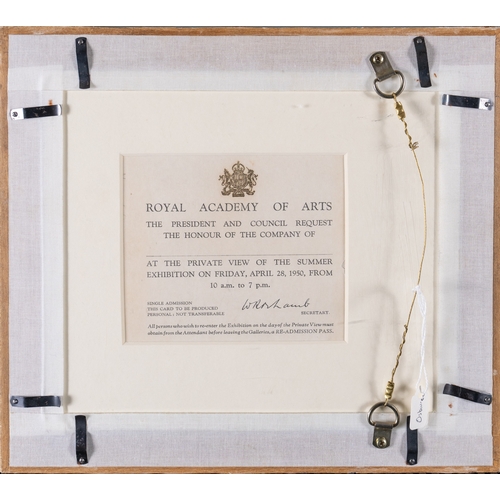 ROYAL ACADEMY OF ARTS
THE PRESIDENT AND COUNCIL REQUEST
THE HONOUR OF THE COMPANY OF
AT THE PRIVATE VIEW OF THE SUMMER
EXHIBITION ON FRIDAY, APRIL 28, 1950, FROM
10 a.m. to 7 p.m.
SINGLE ADMISSION
THIS CARD TO BE PRODUCED
PERSONAL: NOT TRANSFERABLE
WRM Lamb
SECRETARY
All persons who wish to re-enter the Exhibition on the day of the Private View must
obtain from the Attendant before leaving the Galleries, a RE-ADMISSION PASS.